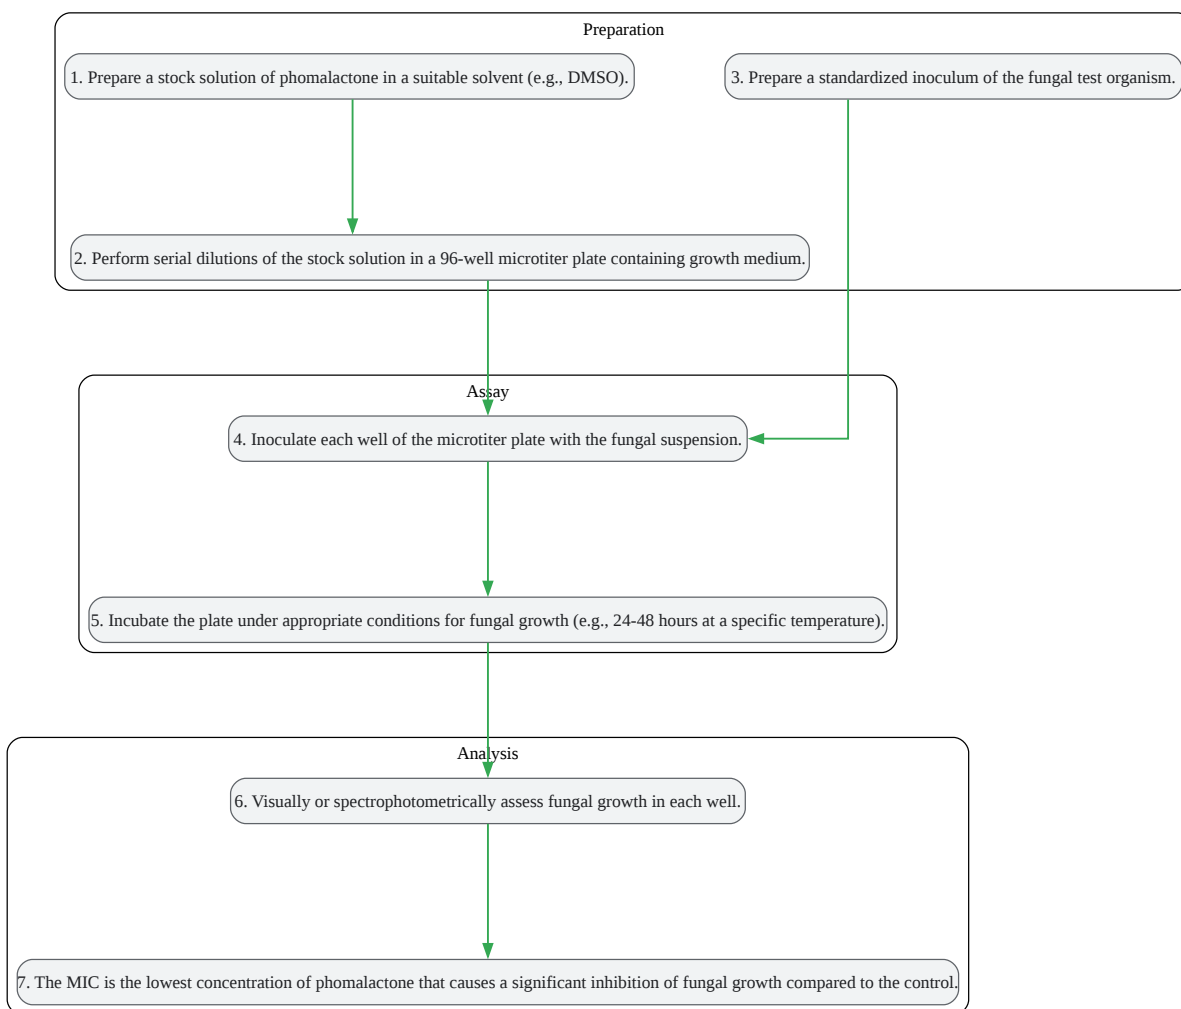 Preparation
1. Prepare a stock solution of phomalactone in a suitable solvent (e.g., DMSO).
3. Prepare a standardized inoculum of the fungal test organism.
2. Perform serial dilutions of the stock solution in a 96-well microtiter plate containing growth medium.
Assay
4. Inoculate each well of the microtiter plate with the fungal suspension.
5. Incubate the plate under appropriate conditions for fungal growth (e.g., 24-48 hours at a specific temperature).
Analysis
6. Visually or spectrophotometrically assess fungal growth in each well.
7. The MIC is the lowest concentration of phomalactone that causes a significant inhibition of fungal growth compared to the control.